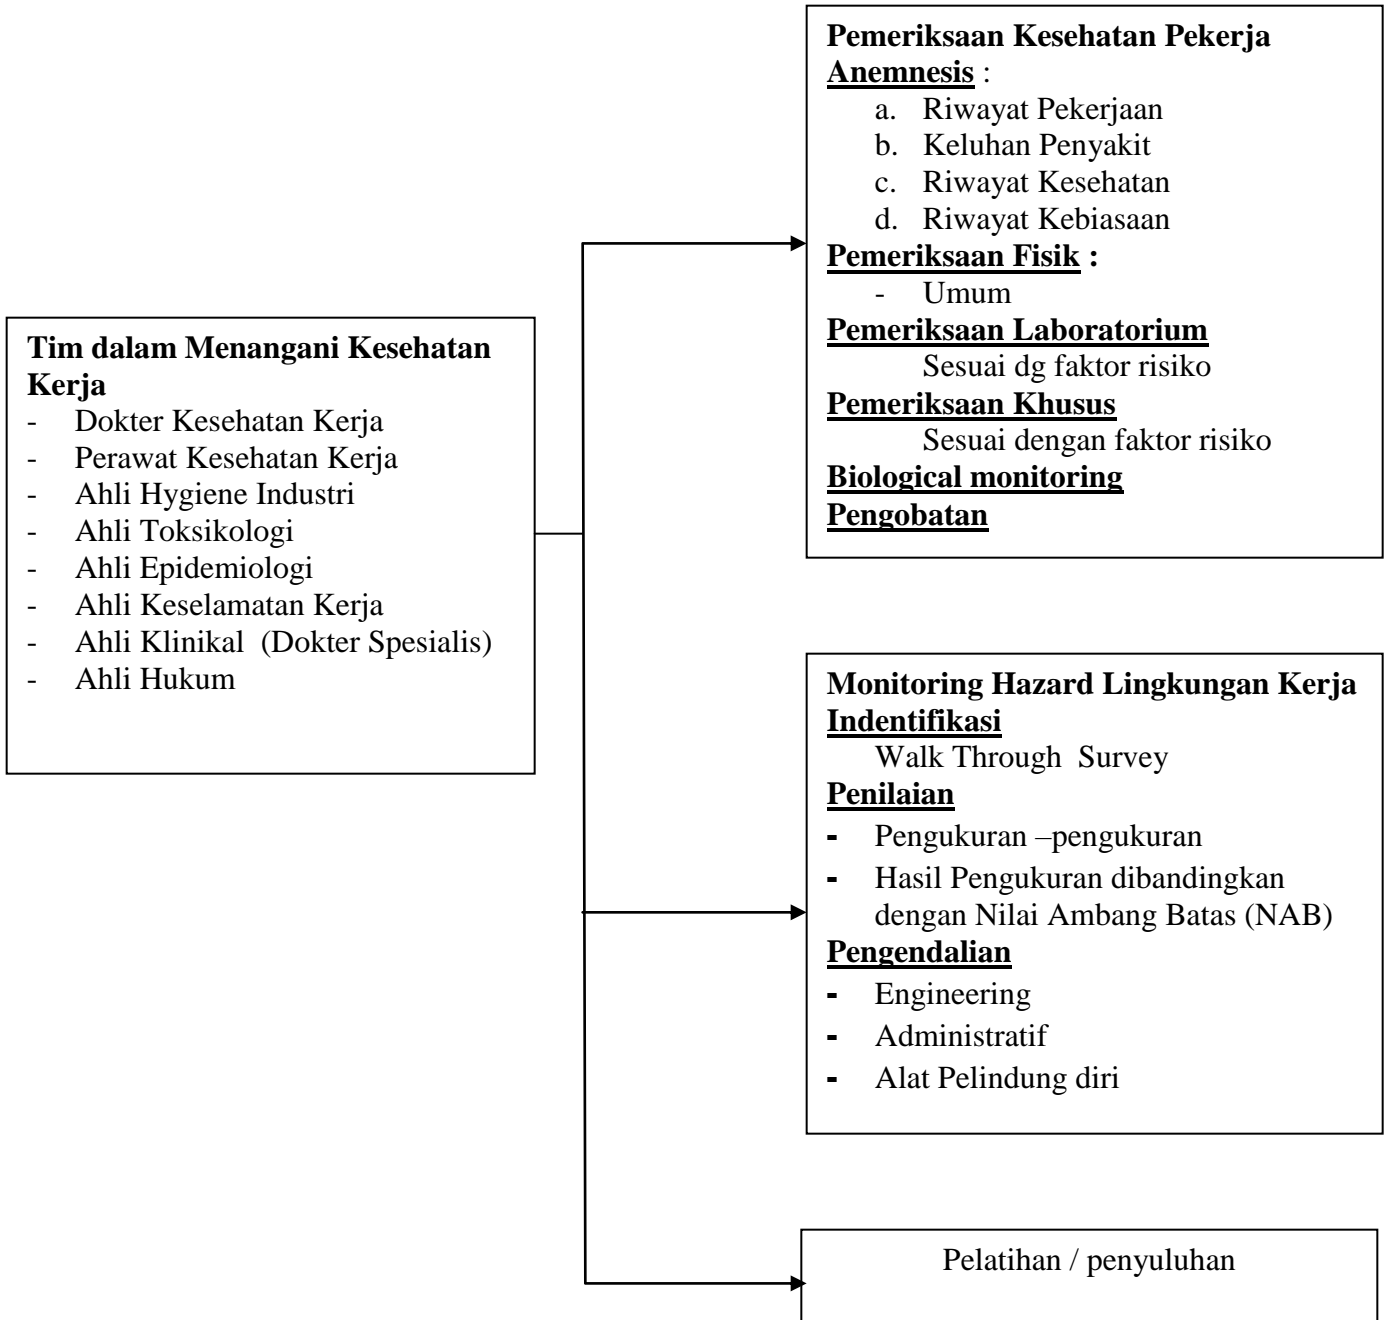 Tim dalam Menangani Kesehatan
Kerja
- Dokter Kesehatan Kerja
- Perawat Kesehatan Kerja
- Ahli Hygiene Industri
- Ahli Toksikologi
- Ahli Epidemiologi
- Ahli Keselamatan Kerja
- Ahli Klinikal (Dokter Spesialis)
- Ahli Hukum
Pemeriksaan Kesehatan Pekerja
Anemnesis :
a. Riwayat Pekerjaan
b. Keluhan Penyakit
c. Riwayat Kesehatan
d. Riwayat Kebiasaan
Pemeriksaan Fisik :
- Umum
Pemeriksaan Laboratorium
Sesuai dg faktor risiko
Pemeriksaan Khusus
Sesuai dengan faktor risiko
Biological monitoring
Pengobatan
Monitoring Hazard Lingkungan Kerja
Indentifikasi
Walk Through Survey
Penilaian
- Pengukuran –pengukuran
- Hasil Pengukuran dibandingkan
dengan Nilai Ambang Batas (NAB)
Pengendalian
- Engineering
- Administratif
- Alat Pelindung diri
Pelatihan / penyuluhan